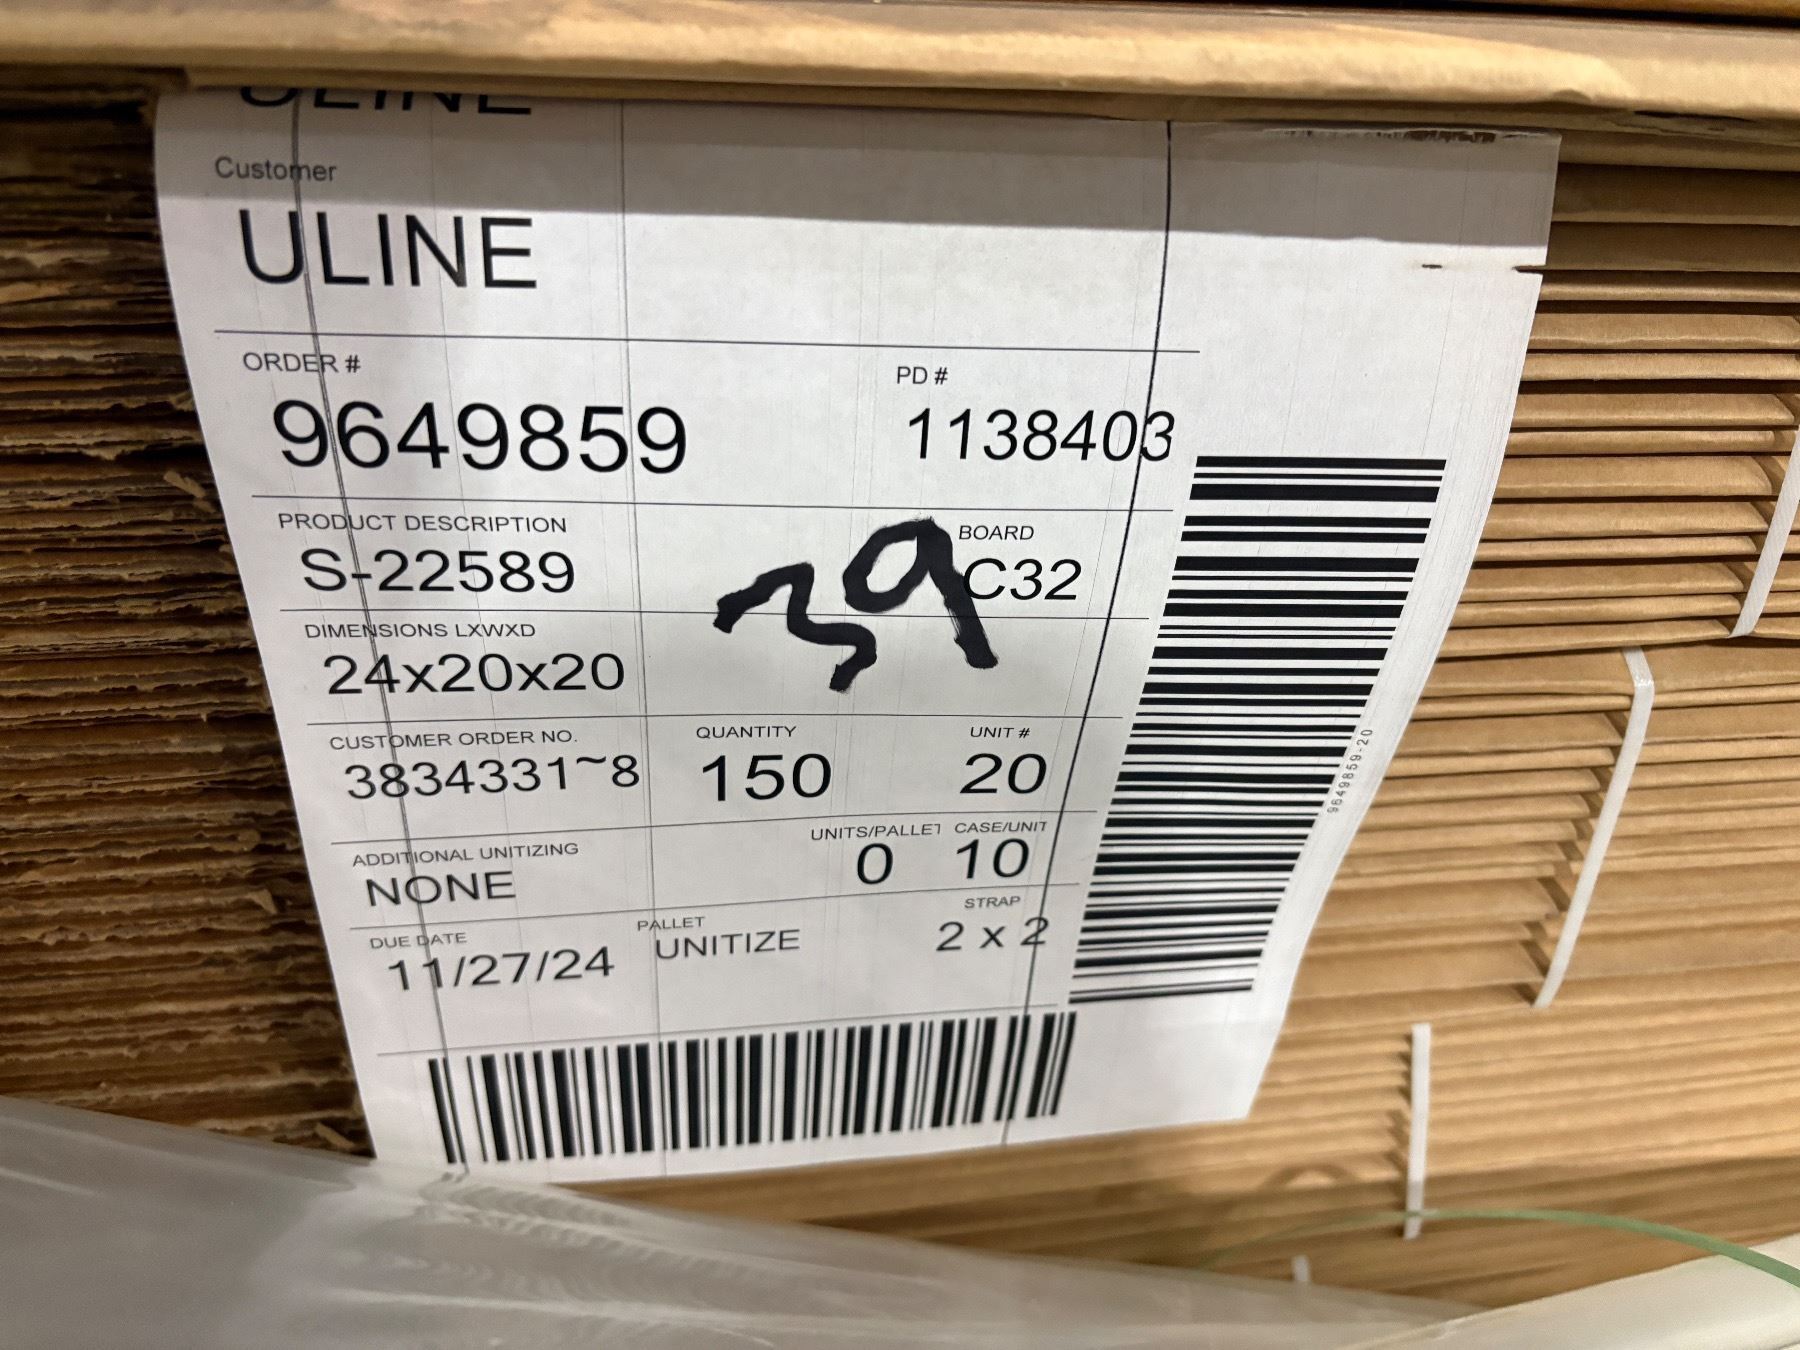 ULINE
Customer
ULINE
ORDER # PD #
9649859 1138403
PRODUCT DESCRIPTION BOARD
S-22589 39 C32
DIMENSIONS LXWXD
24x20x20
CUSTOMER ORDER NO. QUANTITY UNIT #
3834331~8 150 20
ADDITIONAL UNITIZING UNITS/PALLET CASE/UNIT
NONE 0 10
DUE DATE PALLET STRAP
11/27/24 UNITIZE 2 x 2
9649859-20